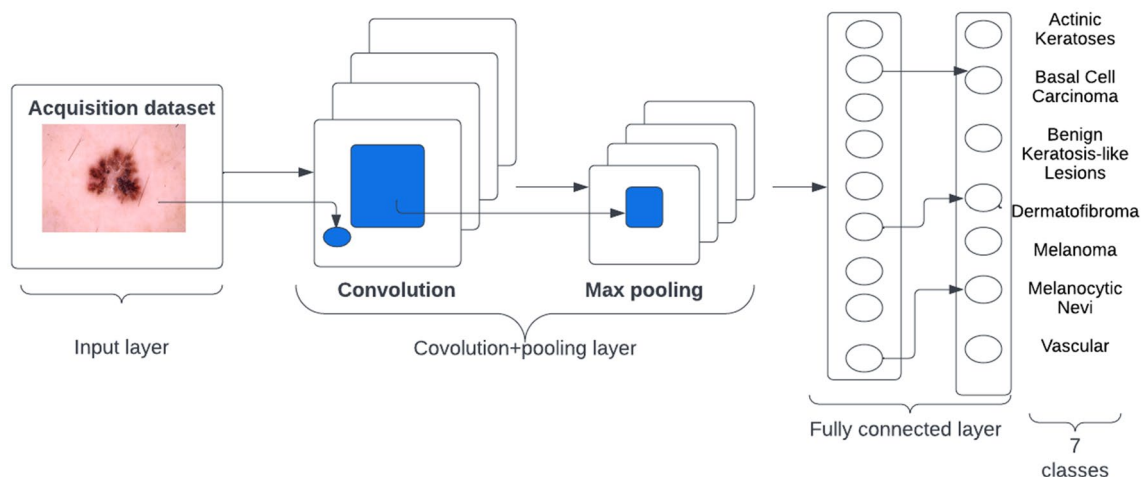 Acquisition dataset
Input layer
Convolution
Max pooling
Covolution+pooling layer
Fully connected layer
Actinic
Keratoses
Basal Cell
Carcinoma
Benign
Keratosis-like
Lesions
Dermatofibroma
Melanoma
Melanocytic
Nevi
Vascular
7
classes